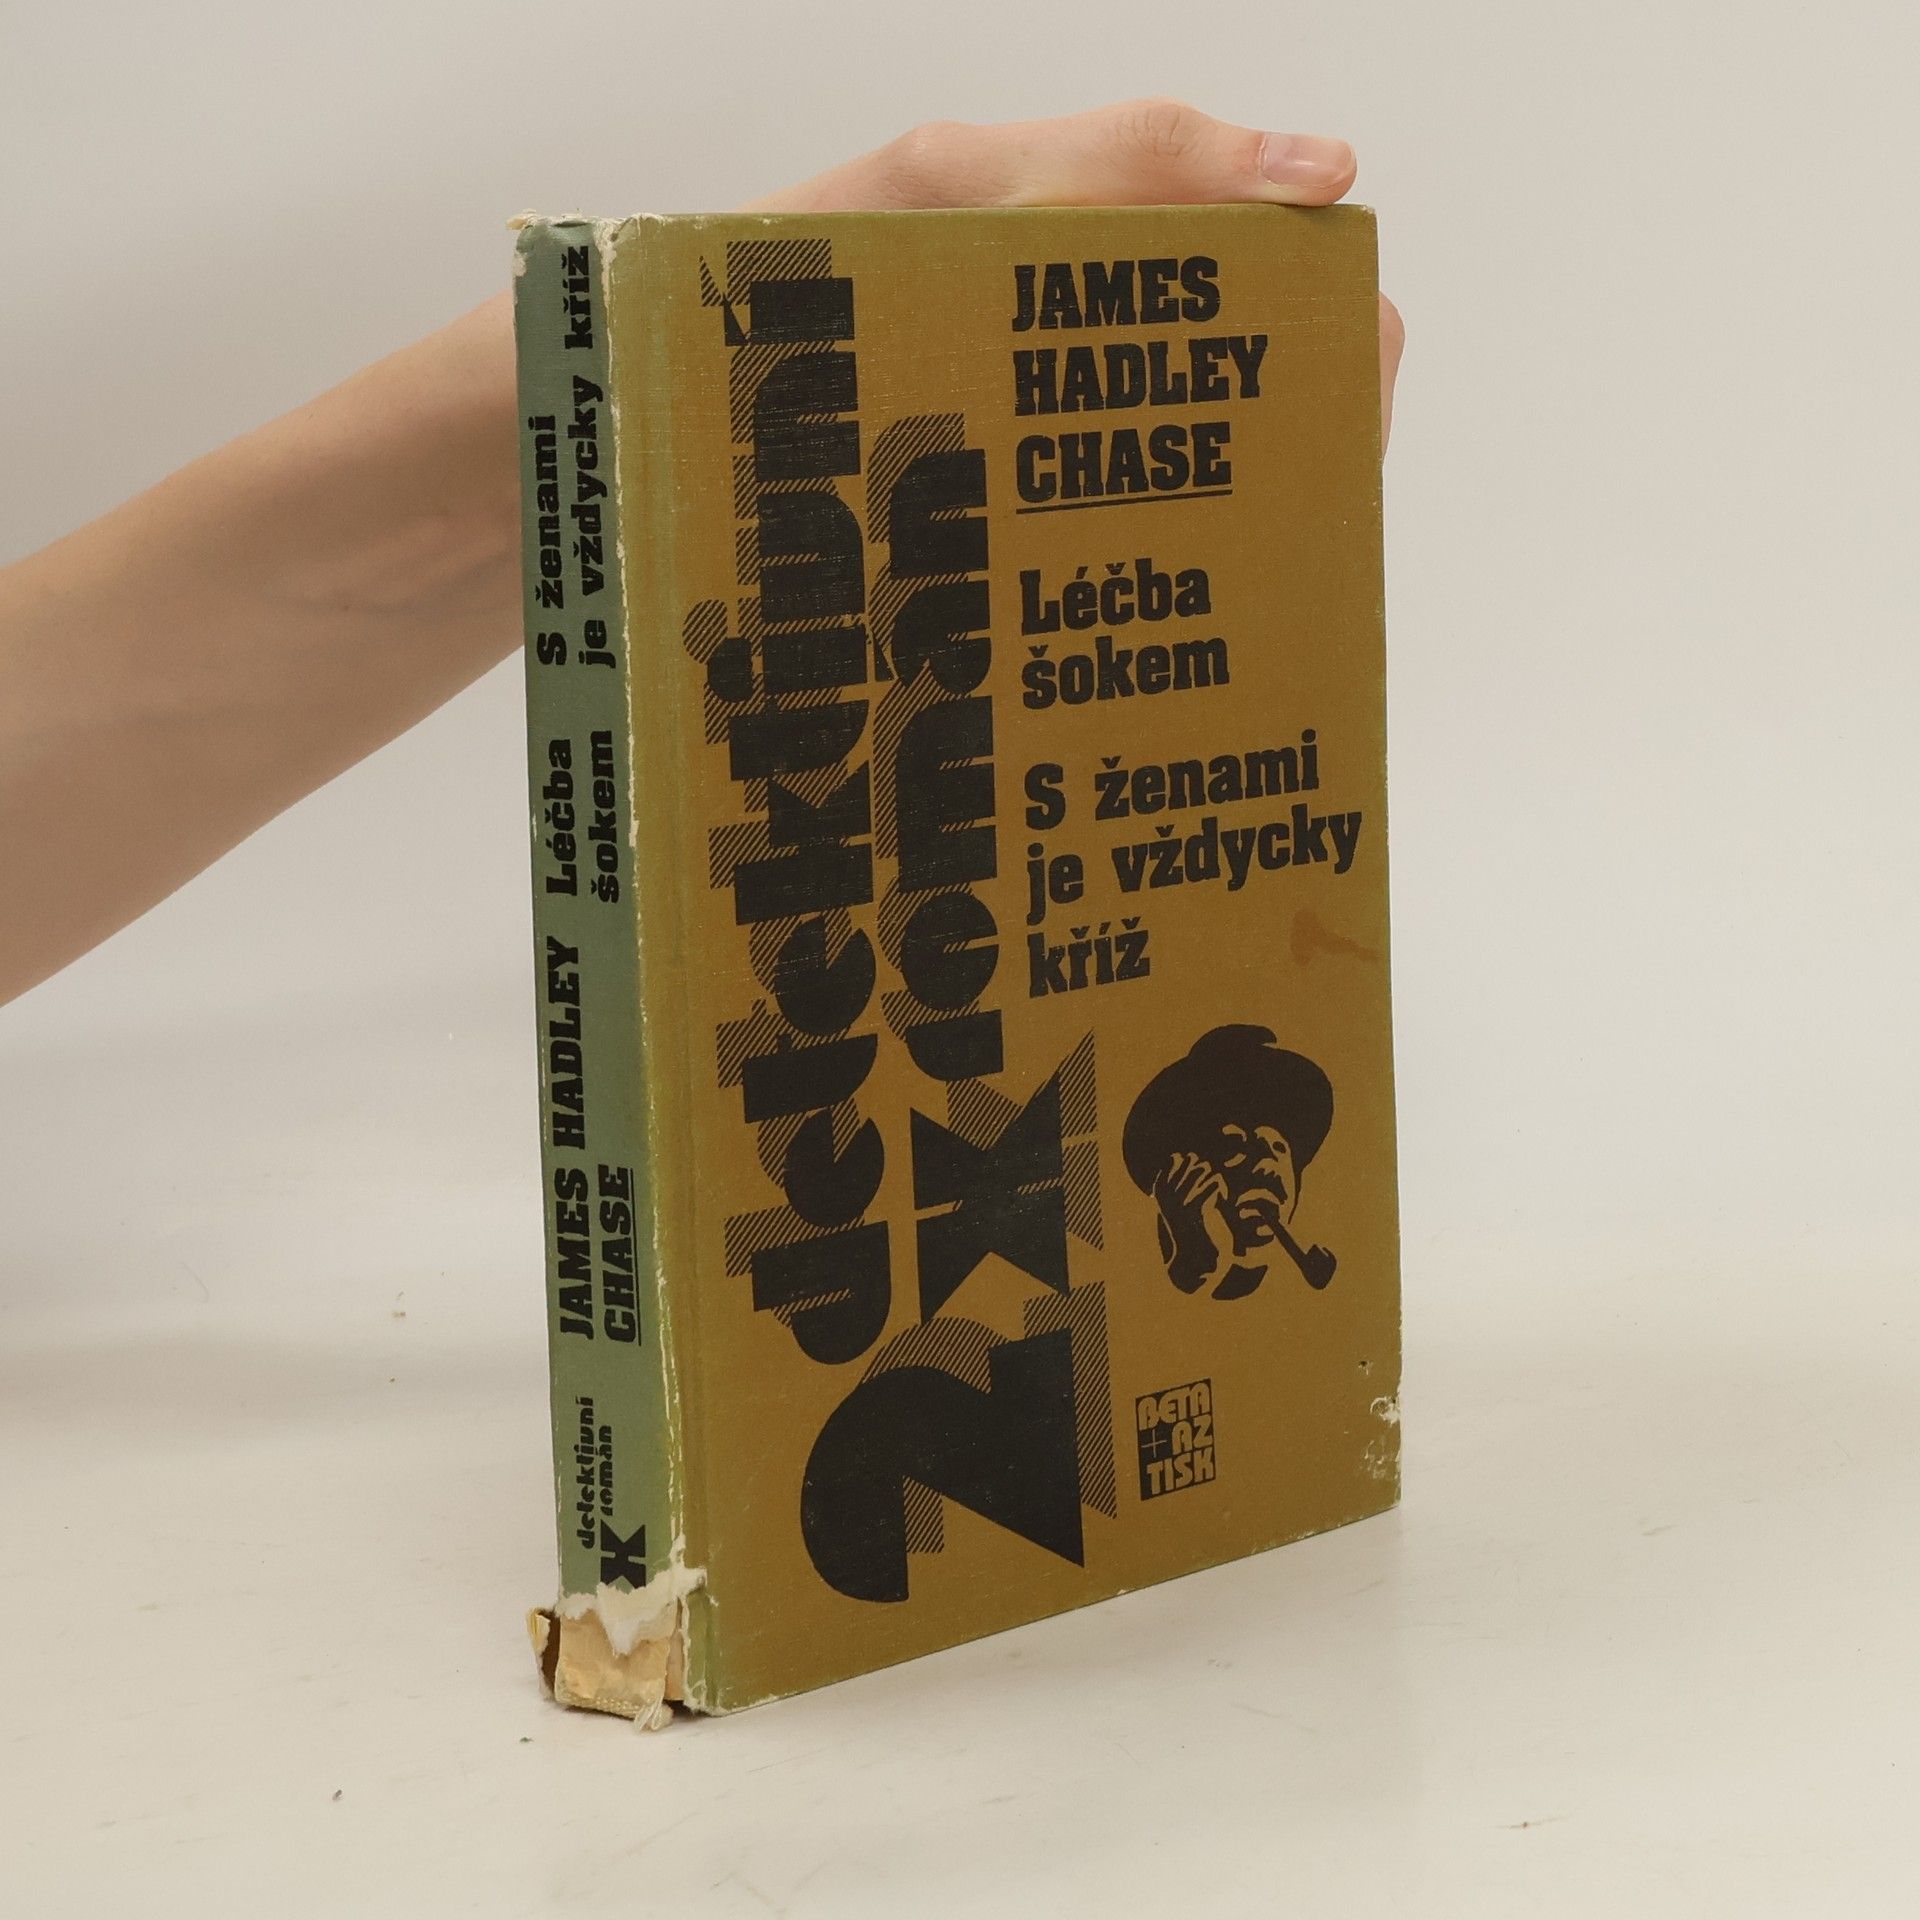 JAMES
HADLEY
CHASE
Léčba
šokem
S ženami
je vždycky
kříž
2x detektivní
román
BETA
+ AZ
TISK
detektivní
román
JAMES HADLEY
CHASE
Léčba
šokem
S ženami
je vždycky kříž